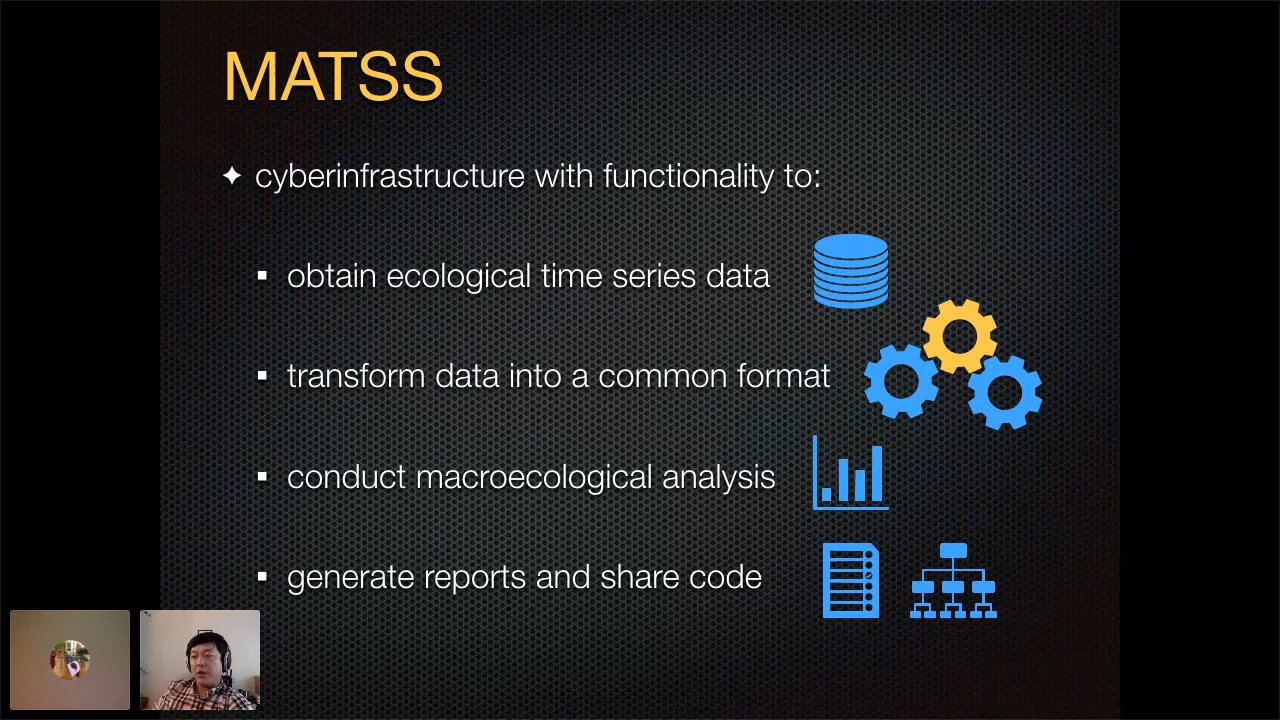 MATSS
cyberinfrastructure with functionality to:
obtain ecological time series data
transform data into a common format
conduct macroecological analysis
generate reports and share code